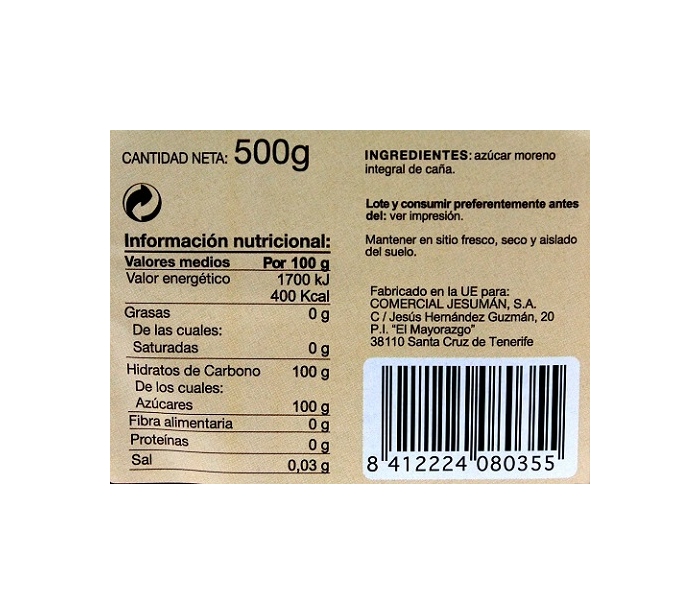 CANTIDAD NETA: 500g
Información nutricional:
Valores medios Por 100 g
Valor energético 1700 kJ
400 Kcal
Grasas 0 g
De las cuales:
Saturadas 0 g
Hidratos de Carbono 100 g
De los cuales:
Azúcares 100 g
Fibra alimentaria 0 g
Proteínas 0 g
Sal 0,03 g
INGREDIENTES: azúcar moreno
integral de caña.
Lote y consumir preferentemente antes
del: ver impresión.
Mantener en sitio fresco, seco y aislado
del suelo.
Fabricado en la UE para:
COMERCIAL JESUMÁN, S.A.
C / Jesús Hernández Guzmán, 20
P.I. "El Mayorazgo"
38110 Santa Cruz de Tenerife
8 412224 080355